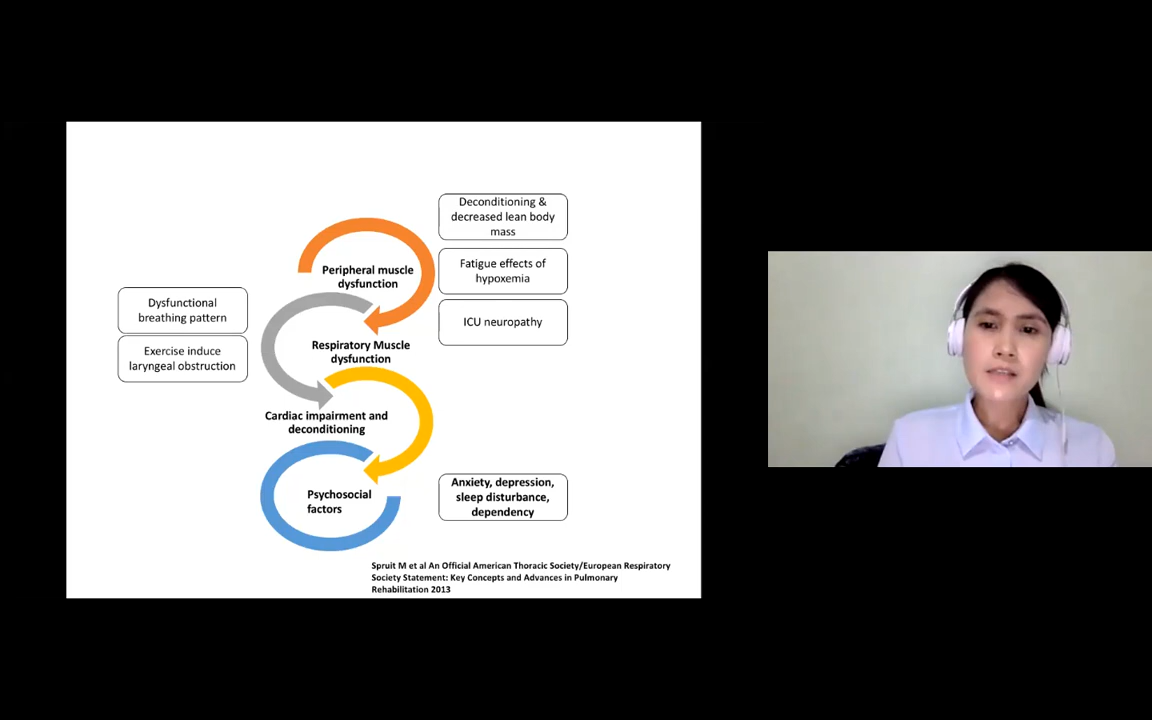 Deconditioning &
decreased lean body
mass
Peripheral muscle
dysfunction
Fatigue effects of
hypoxemia
ICU neuropathy
Dysfunctional
breathing pattern
Exercise induce
laryngeal obstruction
Respiratory Muscle
dysfunction
Cardiac impairment and
deconditioning
Psychosocial
factors
Anxiety, depression,
sleep disturbance,
dependency
Spruit M et al An Official American Thoracic Society/European Respiratory
Society Statement: Key Concepts and Advances in Pulmonary
Rehabilitation 2013